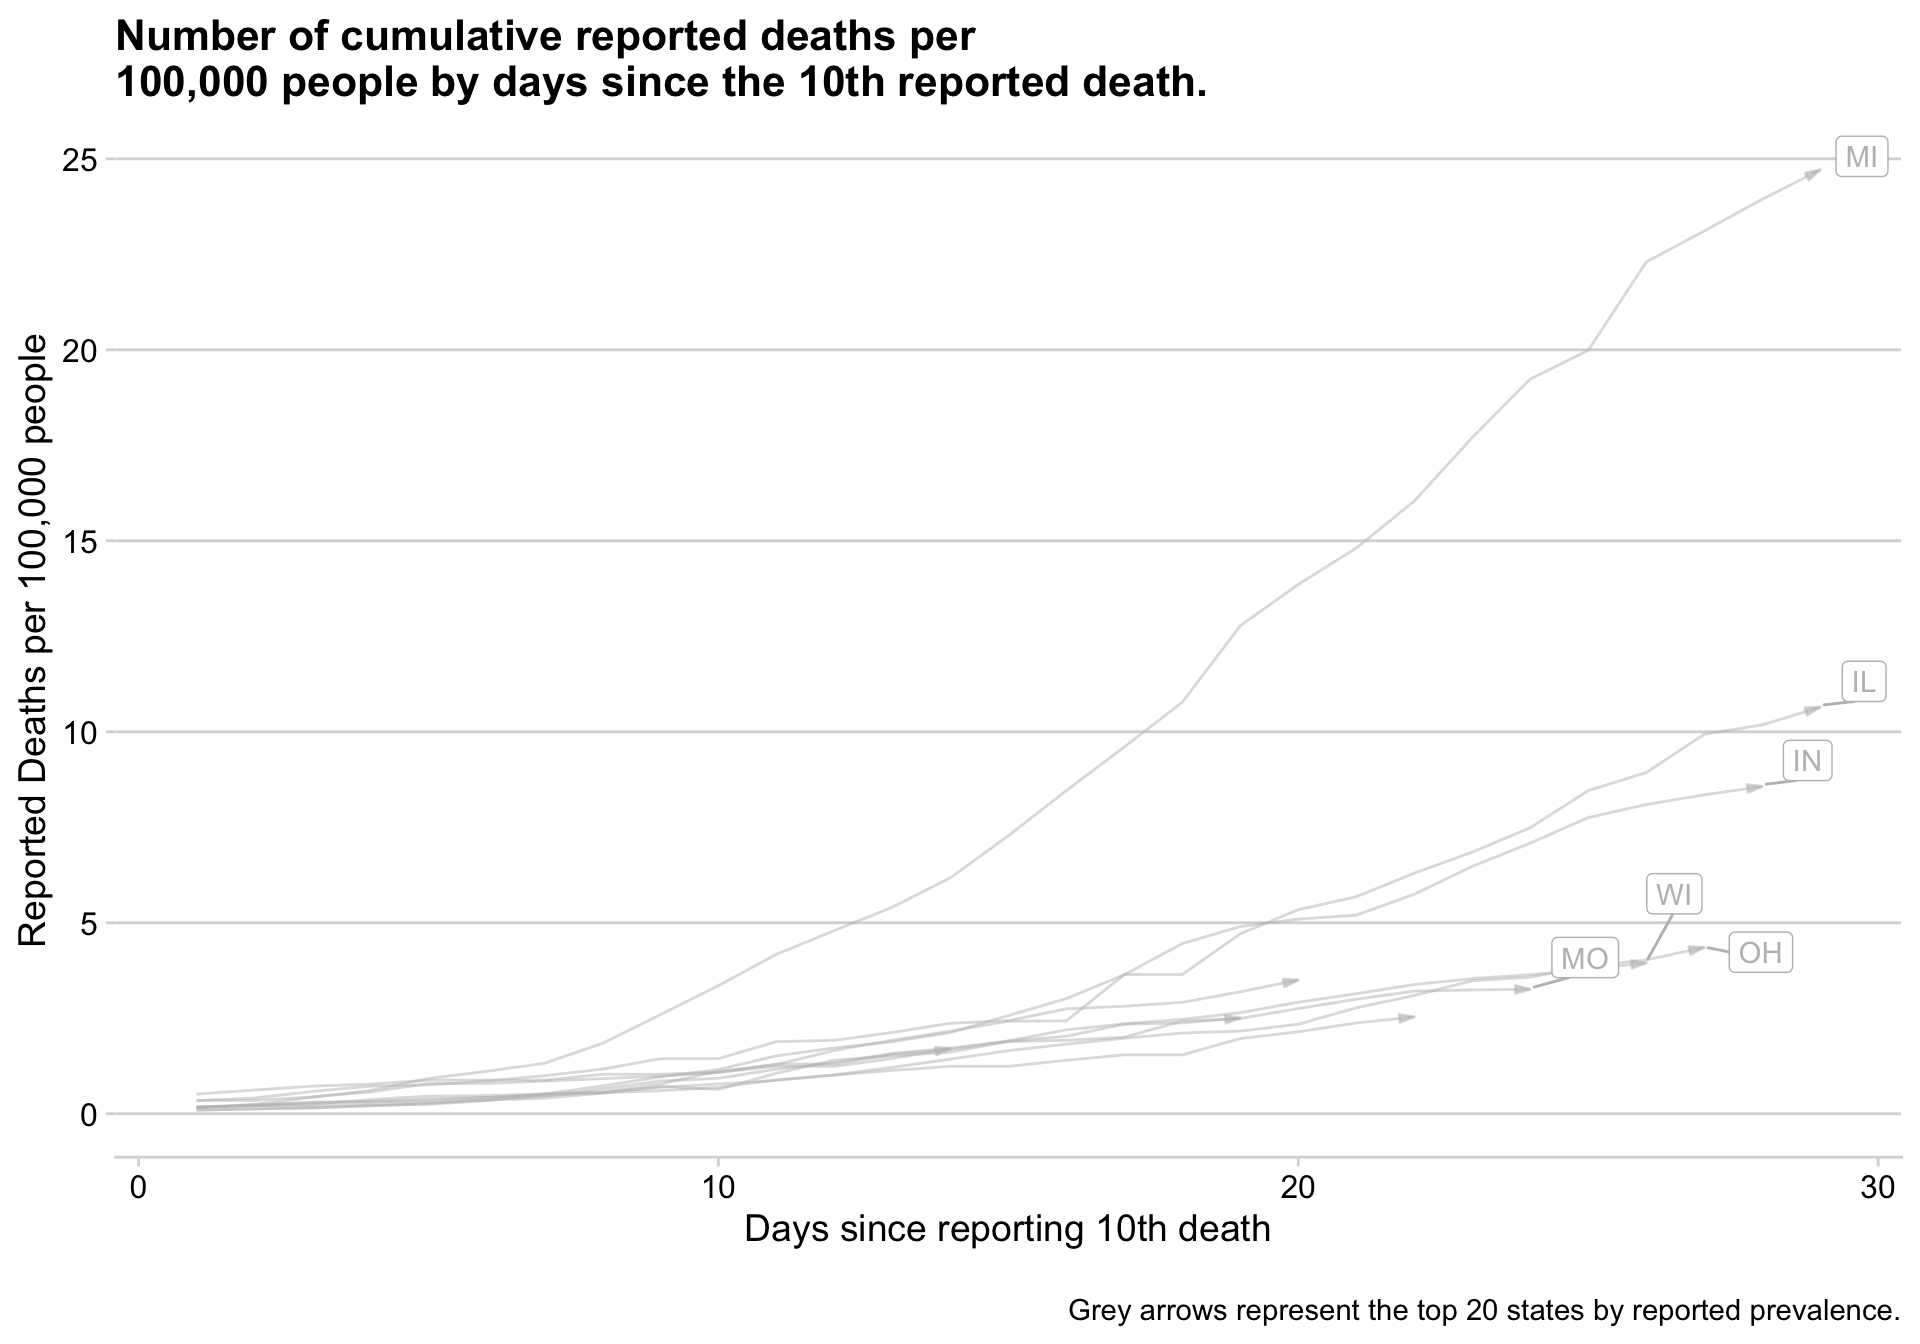 Number of cumulative reported deaths per
100,000 people by days since the 10th reported death.
Reported Deaths per 100,000 people
25
20
15
10
5
0
MI
IL
IN
WI
MO
OH
0
10
20
30
Days since reporting 10th death
Grey arrows represent the top 20 states by reported prevalence.